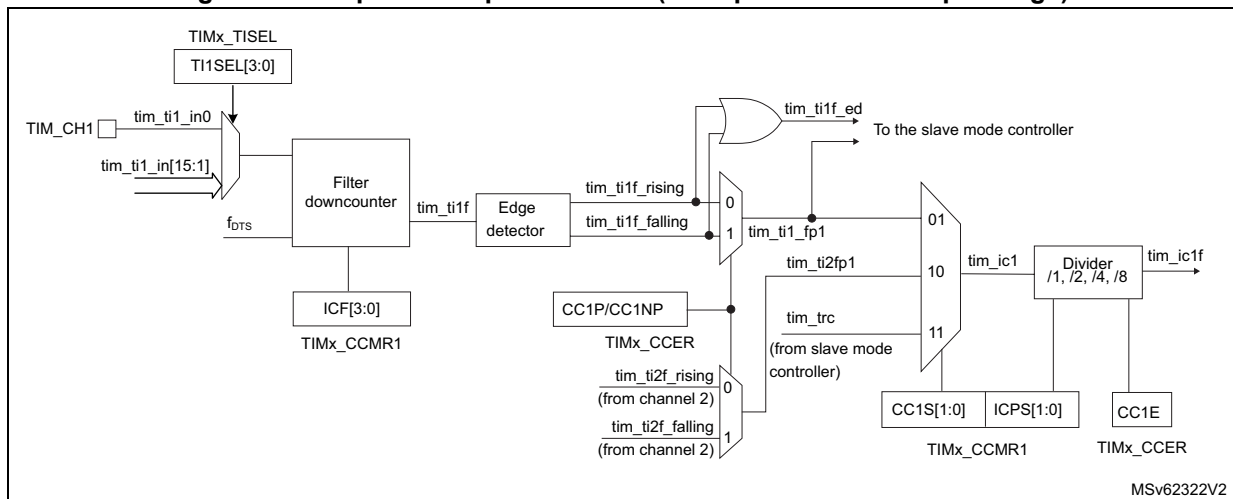 TIMx_TISEL
TI1SEL[3:0]
TIM_CH1
tim_ti1_in0
tim_ti1_in[15:1]
fDTS
Filter
downcounter
ICF[3:0]
TIMx_CCMR1
tim_ti1f
Edge
detector
tim_ti1f_rising
tim_ti1f_falling
0
1
tim_ti1f_ed
To the slave mode controller
tim_ti1_fp1
CC1P/CC1NP
TIMx_CCER
tim_ti2f_rising
(from channel 2)
tim_ti2f_falling
(from channel 2)
0
1
tim_ti2fp1
tim_trc
(from slave mode
controller)
01
10
11
tim_ic1
Divider
/1, /2, /4, /8
tim_ic1f
CC1S[1:0]
ICPS[1:0]
TIMx_CCMR1
CC1E
TIMx_CCER
MSv62322V2